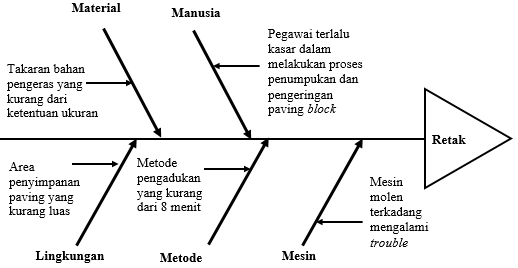 Material
Manusia
Takaran bahan
pengeras yang
kurang dari
ketentuan ukuran
Pegawai terlalu
kasar dalam
melakukan proses
penumpukan dan
pengeringan
paving block
Retak
Area
penyimpanan
paving yang
kurang luas
Metode
pengadukan
yang kurang
dari 8 menit
Mesin
molen
terkadang
mengalami
trouble
Lingkungan
Metode
Mesin